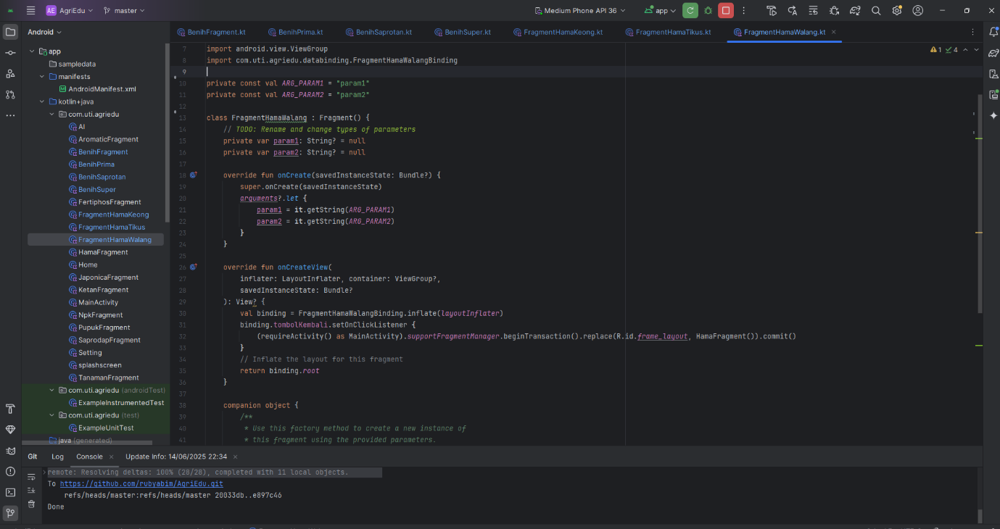 AE AgriEdu master Medium Phone API 36 app
Android
app
sampledata
manifests
AndroidManifest.xml
kotlin+java
com.uti.agriedu
AI
AromaticFragment
BenihFragment
BenihPrima
BenihSaprotan
BenihSuper
FertiphosFragment
FragmentHamaKeong
FragmentHamaTikus
FragmentHamaWalang
HamaFragment
Home
JaponicaFragment
KetanFragment
MainActivity
NpkFragment
PupukFragment
SaprodapFragment
Setting
splashscreen
TanamanFragment
com.uti.agriedu (androidTest)
ExampleInstrumentedTest
com.uti.agriedu (test)
ExampleUnitTest
java (generated)
BenihFragment.kt BenihPrima.kt BenihSaprotan.kt BenihSuper.kt FragmentHamaKeong.kt FragmentHamaTikus.kt FragmentHamaWalang.kt
1 4
7 import android.view.ViewGroup
8 import com.uti.agriedu.databinding.FragmentHamaWalangBinding
9
10 private const val ARG_PARAM1 = "param1"
11 private const val ARG_PARAM2 = "param2"
12
13 class FragmentHamaWalang : Fragment() {
14 // TODO: Rename and change types of parameters
15 private var param1: String? = null
16 private var param2: String? = null
17
18 override fun onCreate(savedInstanceState: Bundle?) {
19 super.onCreate(savedInstanceState)
20 arguments?.let {
21 param1 = it.getString(ARG_PARAM1)
22 param2 = it.getString(ARG_PARAM2)
23 }
24 }
25
26 override fun onCreateView(
27 inflater: LayoutInflater, container: ViewGroup?,
28 savedInstanceState: Bundle?
29 ): View? {
30 val binding = FragmentHamaWalangBinding.inflate(layoutInflater)
31 binding.tombolKembali.setOnClickListener {
32 (requireActivity() as MainActivity).supportFragmentManager.beginTransaction().replace(R.id.frame_layout, HamaFragment()).commit()
33 }
34 // Inflate the layout for this fragment
35 return binding.root
36 }
37
38 companion object {
39 /**
40 * Use this factory method to create a new instance of
41 * this fragment using the provided parameters.
Git Log Console Update Info: 14/06/2025 22:34
remote: Resolving deltas: 100% (28/28), completed with 11 local objects.
To https://github.com/rubyabim/AgriEdu.git
refs/heads/master:refs/heads/master 20033db..e897c46
Done